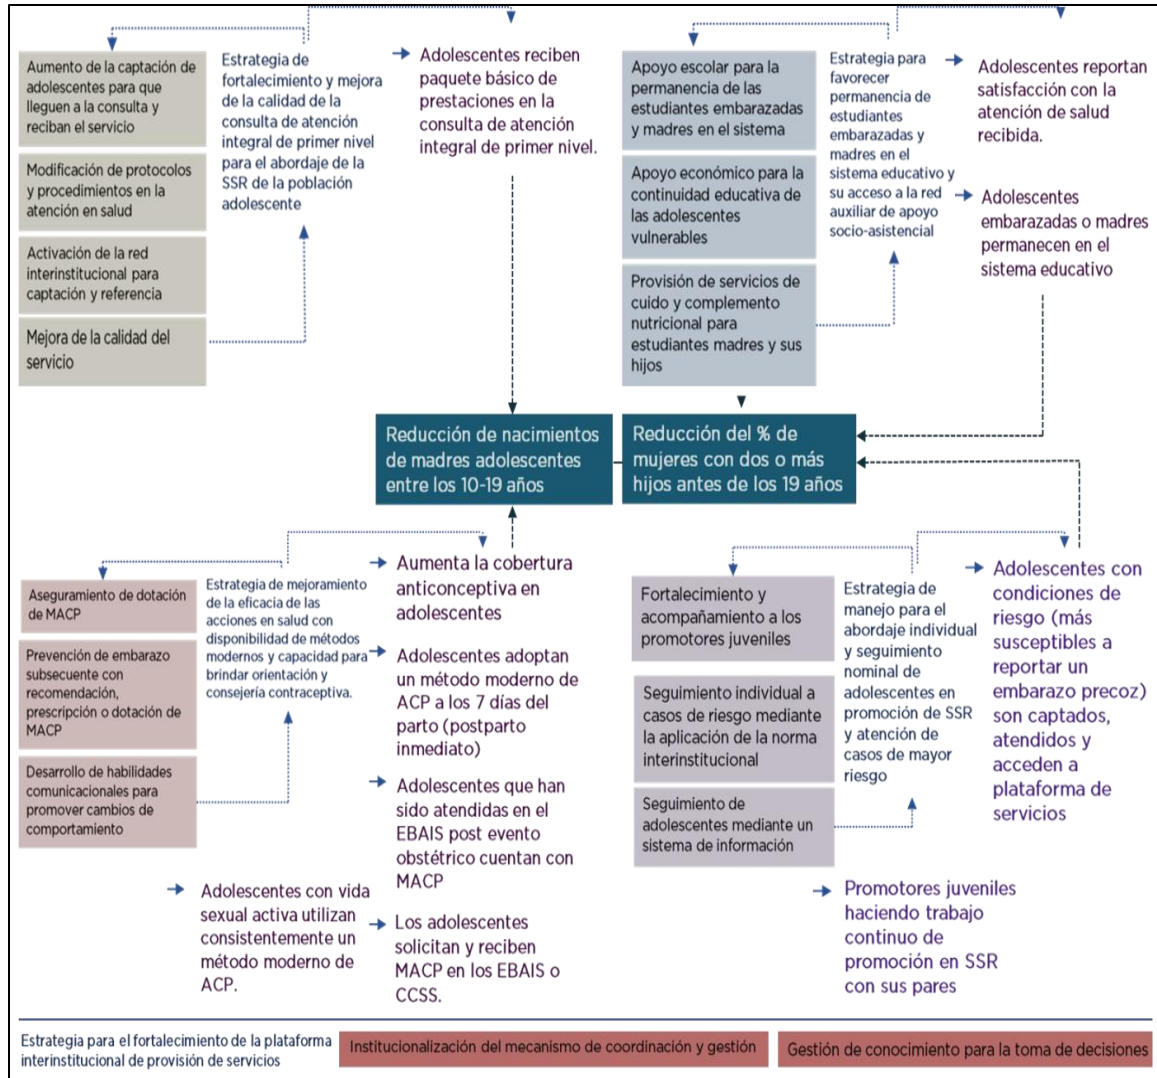 Aumento de la captación de
adolescentes para que
lleguen a la consulta y
reciban el servicio
Modificación de protocolos
y procedimientos en la
atención en salud
Activación de la red
interinstitucional para
captación y referencia
Mejora de la calidad del
servicio
Estrategia de
fortalecimiento y mejora
de la calidad de la
consulta de atención
integral de primer nivel
para el abordaje de la
SSR de la población
adolescente
Adolescentes reciben
paquete básico de
prestaciones en la
consulta de atención
integral de primer nivel.
Apoyo escolar para la
permanencia de las
estudiantes embarazadas
y madres en el sistema
Apoyo económico para la
continuidad educativa de
las adolescentes
vulnerables
Provisión de servicios de
cuido y complemento
nutricional para
estudiantes madres y sus
hijos
Estrategia para
favorecer
permanencia de
estudiantes
embarazadas y
madres en el
sistema educativo y
su acceso a la red
auxiliar de apoyo
socio-asistencial
Adolescentes reportan
satisfacción con la
atención de salud
recibida.
Adolescentes
embarazadas o madres
permanecen en el
sistema educativo
Reducción de nacimientos
de madres adolescentes
entre los 10-19 años
Reducción del % de
mujeres con dos o más
hijos antes de los 19 años
Aseguramiento de dotación
de MACP
Prevención de embarazo
subsecuente con
recomendación,
prescripción o dotación de
MACP
Desarrollo de habilidades
comunicacionales para
promover cambios de
comportamiento
Estrategia de mejoramiento
de la eficacia de las
acciones en salud con
disponibilidad de métodos
modernos y capacidad para
brindar orientación y
consejería contraceptiva.
Aumenta la cobertura
anticonceptiva en
adolescentes
Adolescentes adoptan
un método moderno de
ACP a los 7 días del
parto (postparto
inmediato)
Adolescentes que han
sido atendidas en el
EBAIS post evento
obstétrico cuentan con
MACP
Adolescentes con vida
sexual activa utilizan
consistentemente un
método moderno de
ACP.
Los adolescentes
solicitan y reciben
MACP en los EBAIS o
CCSS.
Fortalecimiento y
acompañamiento a los
promotores juveniles
Seguimiento individual a
casos de riesgo mediante
la aplicación de la norma
interinstitucional
Seguimiento de
adolescentes mediante un
sistema de información
Estrategia de
manejo para el
abordaje individual
y seguimiento
nominal de
adolescentes en
promoción de SSR
y atención de
casos de mayor
riesgo
Adolescentes con
condiciones de
riesgo (más
susceptibles a
reportar un
embarazo precoz)
son captados,
atendidos y
acceden a
plataforma de
servicios
Promotores juveniles
haciendo trabajo
continuo de
promoción en SSR
con sus pares
Estrategia para el fortalecimiento de la plataforma
interinstitucional de provisión de servicios
Institucionalización del mecanismo de coordinación y gestión
Gestión de conocimiento para la toma de decisiones